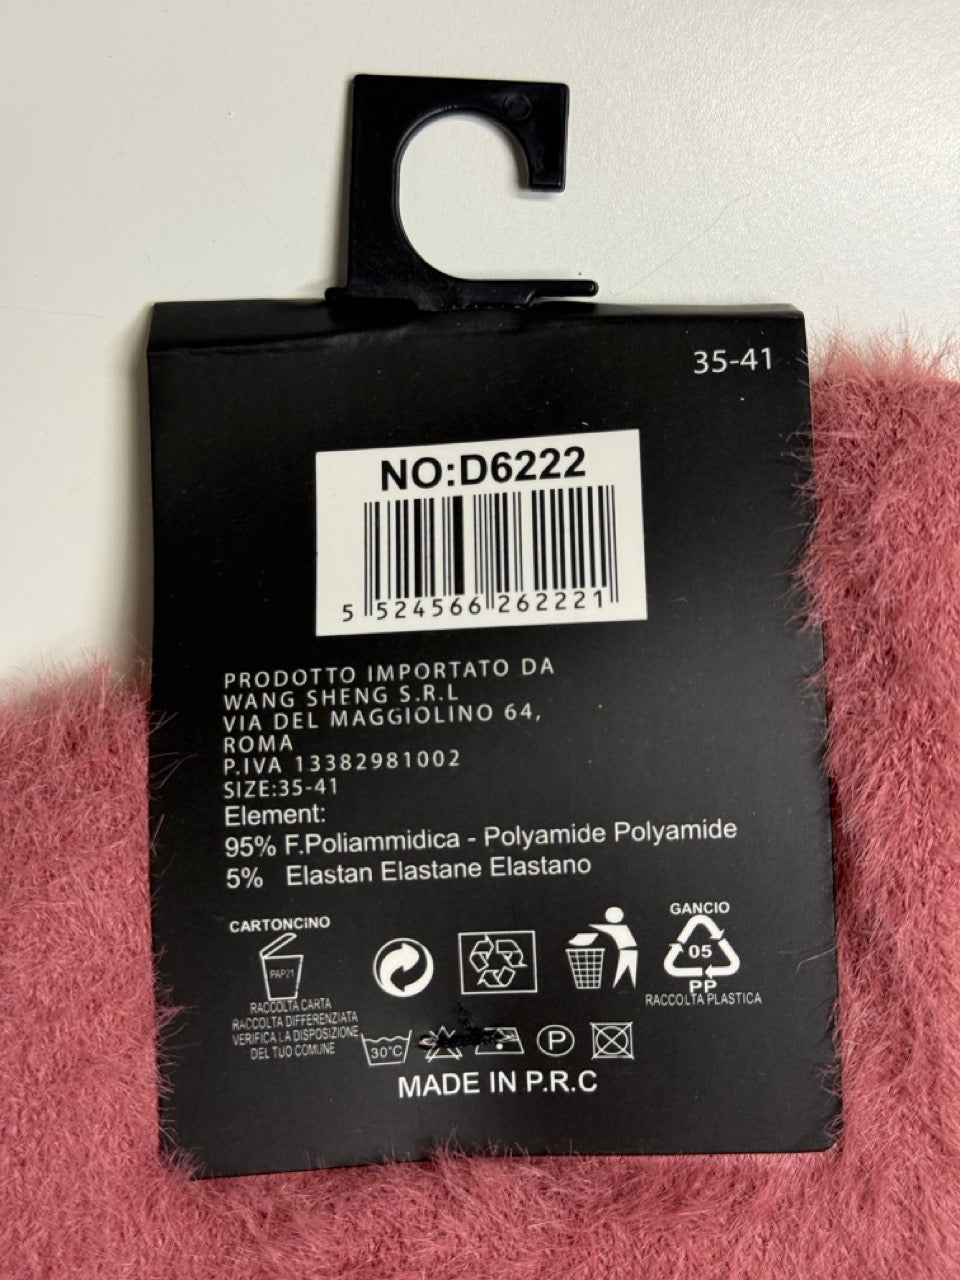 35-41
NO:D6222
5 524566 262221
PRODOTTO IMPORTATO DA
WANG SHENG S.R.L
VIA DEL MAGGIOLINO 64,
ROMA
P.IVA 13382981002
SIZE:35-41
Element:
95% F.Poliammidica - Polyamide Polyamide
5% Elastan Elastane Elastano
CARTONCINO
PAP21
RACCOLTA CARTA
RACCOLTA DIFFERENZIATA
VERIFICA LA DISPOSIZIONE
DEL TUO COMUNE
GANCIO
05
PP
RACCOLTA PLASTICA
30°C
P
MADE IN P.R.C